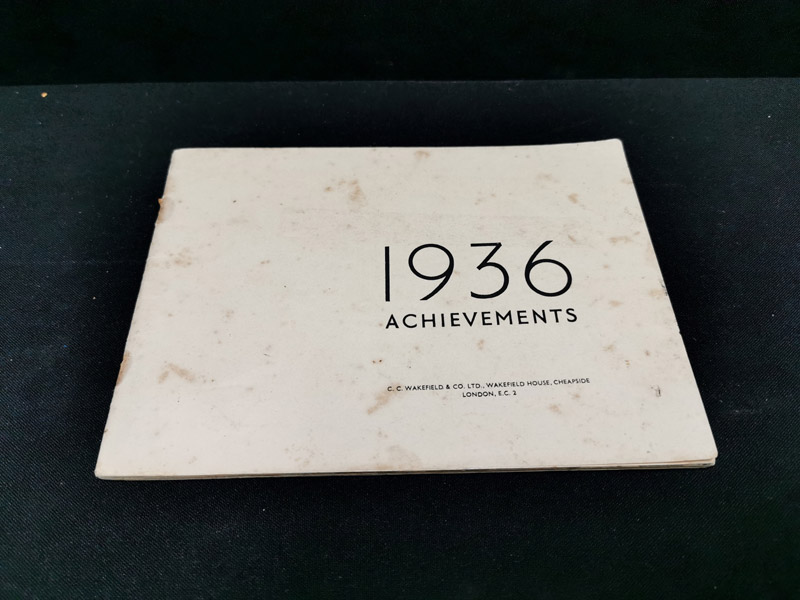 1936
ACHIEVEMENTS
C. C. WAKEFIELD & CO. LTD., WAKEFIELD HOUSE, CHEAPSIDE
LONDON, E.C. 2